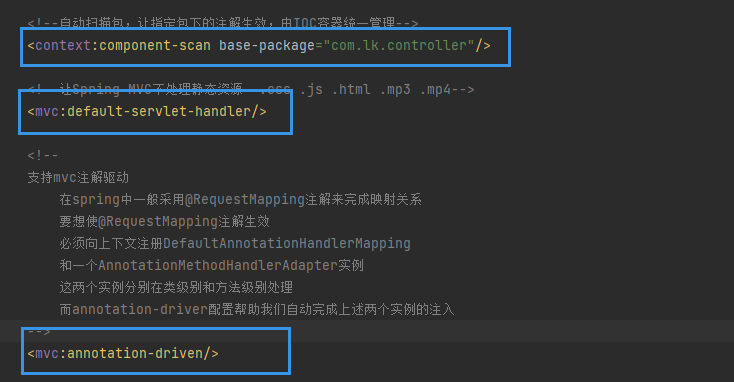 <!--自动扫描包，让指定包下的注解生效，由IOC容器统一管理-->
<context:component-scan base-package="com.lk.controller"/>
<!--让Spring MVC不处理静态资源 .css .js .html .mp3 .mp4-->
<mvc:default-servlet-handler/>
<!--
支持mvc注解驱动
在spring中一般采用@RequestMapping注解来完成映射关系
要想使@RequestMapping注解生效
必须向上下文注册DefaultAnnotationHandlerMapping
和一个AnnotationMethodHandlerAdapter实例
这两个实例分别在类级别和方法级别处理
而annotation-driver配置帮助我们自动完成上述两个实例的注入
-->
<mvc:annotation-driven/>